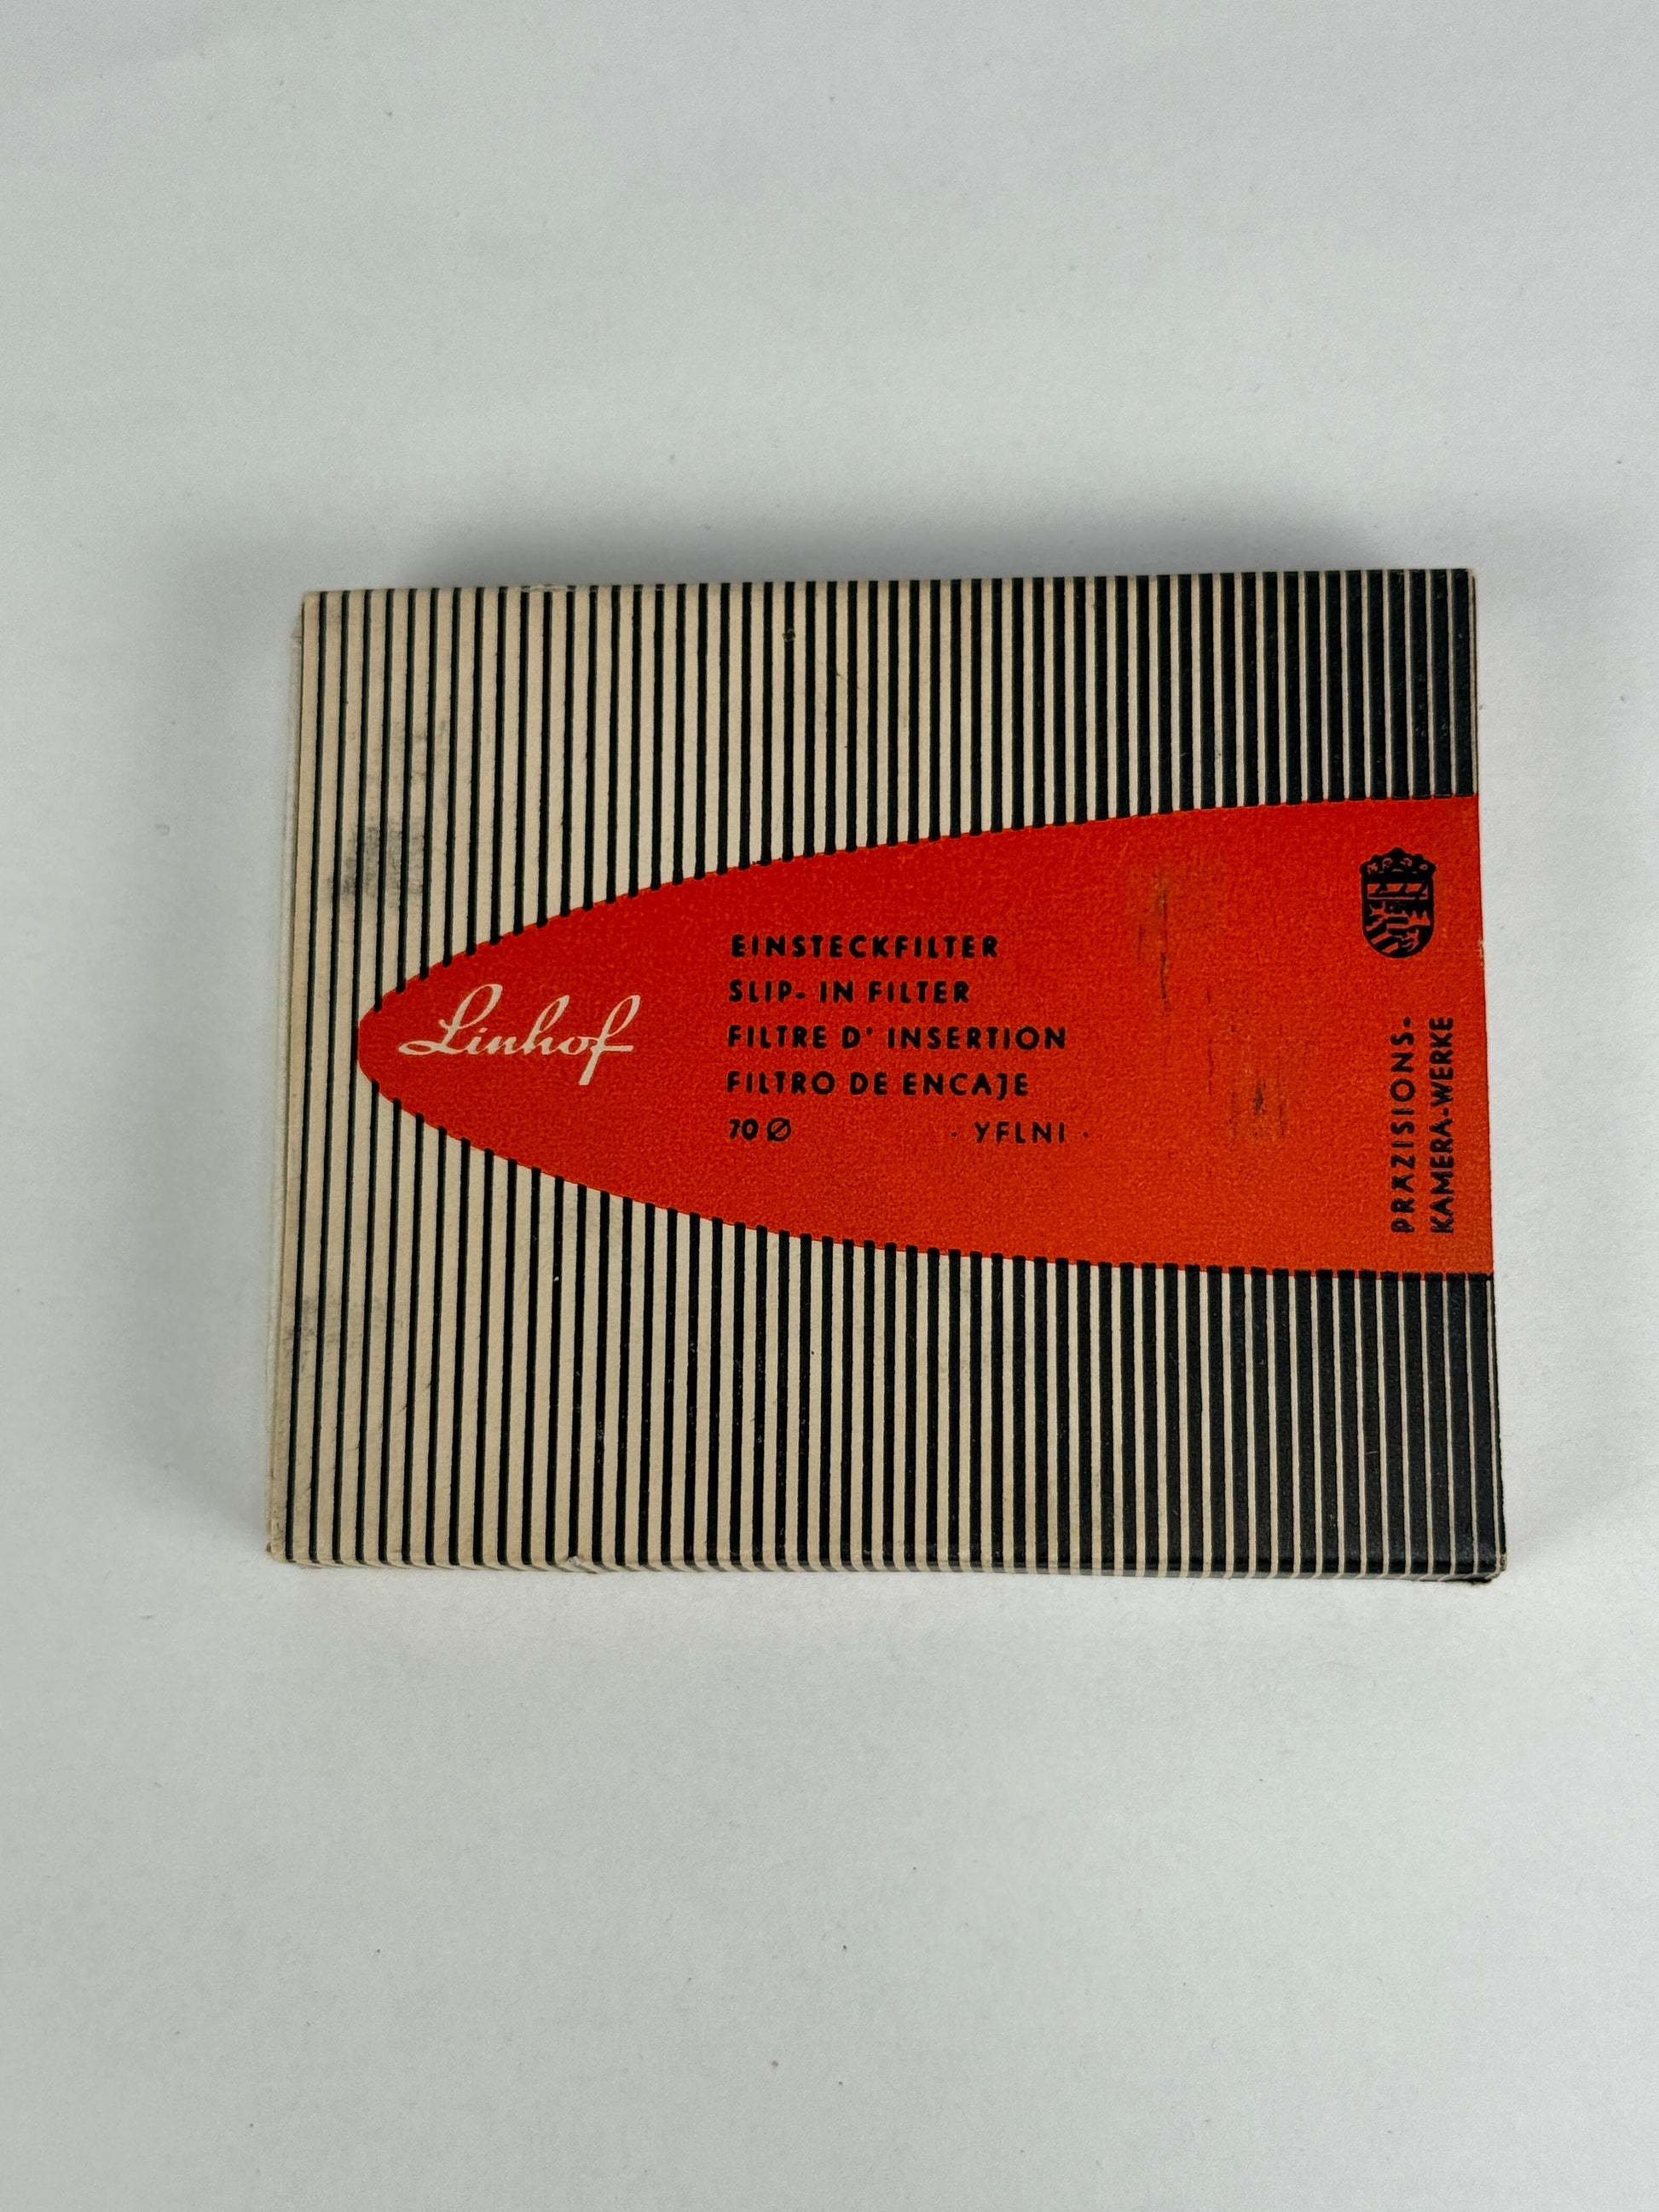 Linhof
EINSTECKFILTER
SLIP- IN FILTER
FILTRE D' INSERTION
FILTRO DE ENCAJE
70 Ø · YFLNI ·
PRÄZISIONS-
KAMERA-WERKE